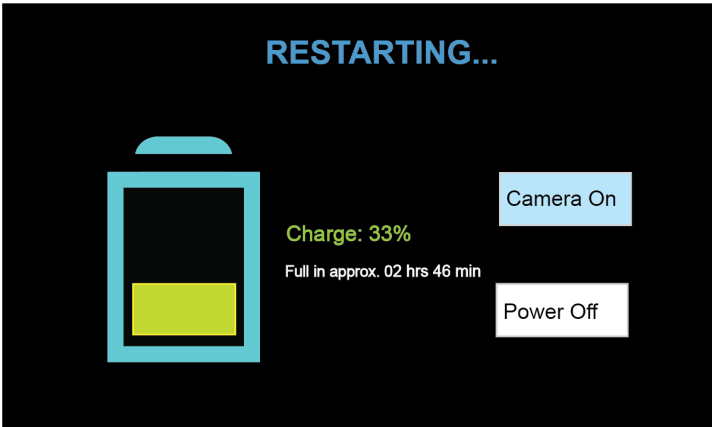 RESTARTING...
Camera On
Charge: 33%
Full in approx. 02 hrs 46 min
Power Off